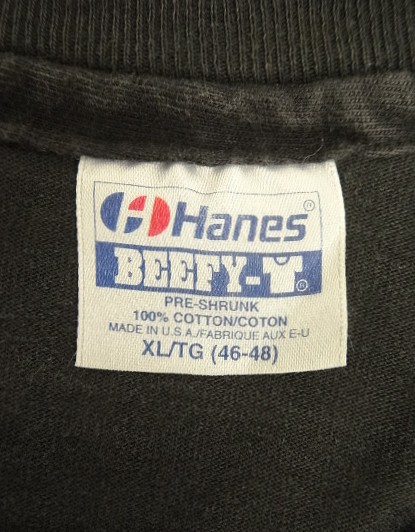 Hanes ®
BEEFY-T ®
PRE-SHRUNK
100% COTTON/COTON
MADE IN U.S.A./FABRIQUE AUX E-U
XL/TG (46-48)